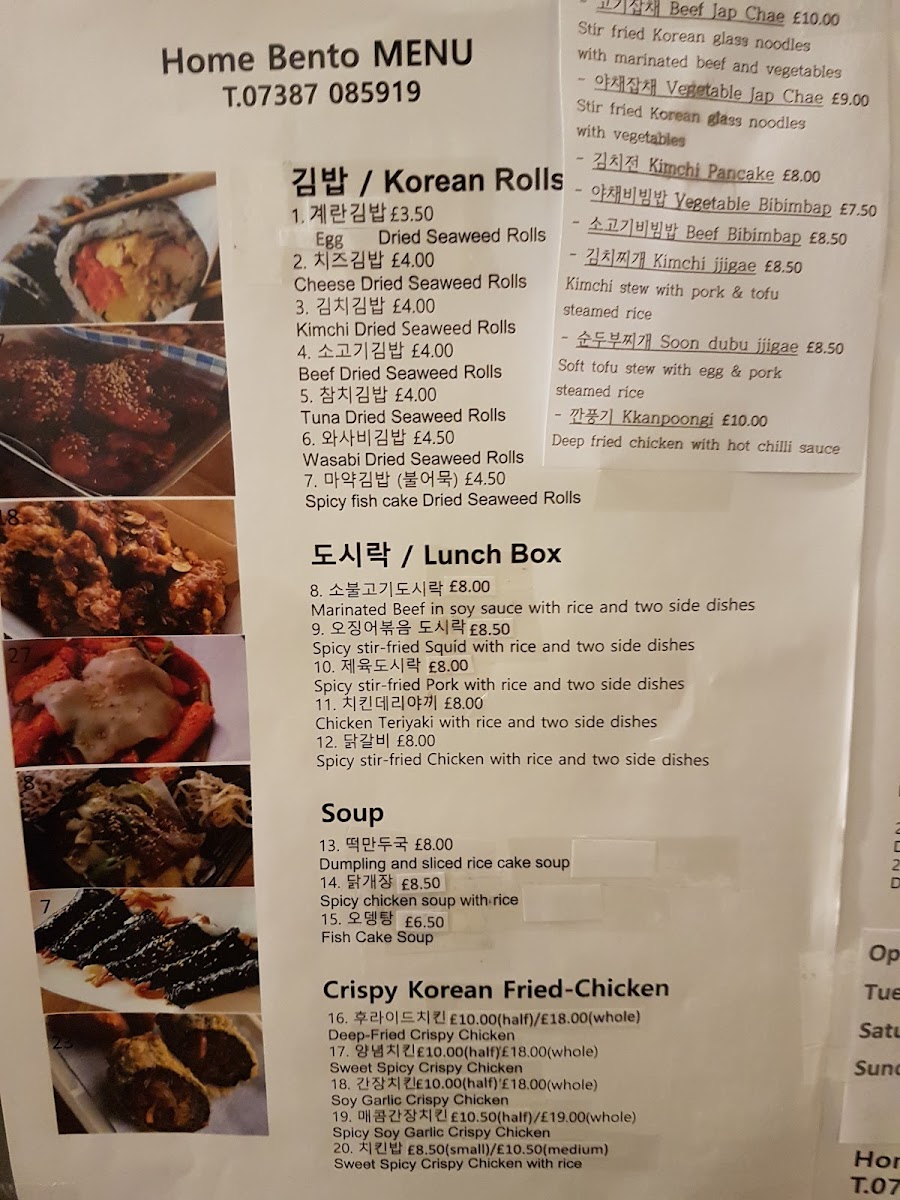 Home Bento MENU
T.07387 085919
김밥 / Korean Rolls
1. 계란김밥 £3.50
Egg Dried Seaweed Rolls
2. 치즈김밥 £4.00
Cheese Dried Seaweed Rolls
3. 김치김밥 £4.00
Kimchi Dried Seaweed Rolls
4. 소고기김밥 £4.00
Beef Dried Seaweed Rolls
5. 참치김밥 £4.00
Tuna Dried Seaweed Rolls
6. 와사비김밥 £4.50
Wasabi Dried Seaweed Rolls
7. 마약김밥 (불어묵) £4.50
Spicy fish cake Dried Seaweed Rolls
도시락 / Lunch Box
8. 소불고기도시락 £8.00
Marinated Beef in soy sauce with rice and two side dishes
9. 오징어볶음 도시락 £8.50
Spicy stir-fried Squid with rice and two side dishes
10. 제육도시락 £8.00
Spicy stir-fried Pork with rice and two side dishes
11. 치킨데리야끼 £8.00
Chicken Teriyaki with rice and two side dishes
12. 닭갈비 £8.00
Spicy stir-fried Chicken with rice and two side dishes
Soup
13. 떡만두국 £8.00
Dumpling and sliced rice cake soup
14. 닭개장 £8.50
Spicy chicken soup with rice
15. 오뎅탕 £6.50
Fish Cake Soup
Crispy Korean Fried-Chicken
16. 후라이드치킨 £10.00(half)/£18.00(whole)
Deep-Fried Crispy Chicken
17. 양념치킨 £10.00(half)/£18.00(whole)
Sweet Spicy Crispy Chicken
18. 간장치킨 £10.00(half)/£18.00(whole)
Soy Garlic Crispy Chicken
19. 매콤간장치킨 £10.50(half)/£19.00(whole)
Spicy Soy Garlic Crispy Chicken
20. 치킨밥 £8.50(small)/£10.50(medium)
Sweet Spicy Crispy Chicken with rice
- 고기잡채 Beef Jap Chae £10.00
Stir fried Korean glass noodles
with marinated beef and vegetables
- 야채잡채 Vegetable Jap Chae £9.00
Stir fried Korean glass noodles
with vegetables
- 김치전 Kimchi Pancake £8.00
- 야채비빔밥 Vegetable Bibimbap £7.50
- 소고기비빔밥 Beef Bibimbap £8.50
- 김치찌개 Kimchi jjigae £8.50
Kimchi stew with pork & tofu
steamed rice
- 순두부찌개 Soon dubu jjigae £8.50
Soft tofu stew with egg & pork
steamed rice
- 깐풍기 Kkanpoongi £10.00
Deep fried chicken with hot chilli sauce
18
27
8
7
23
Op
Tue
Satu
Sund
Hom
T.07